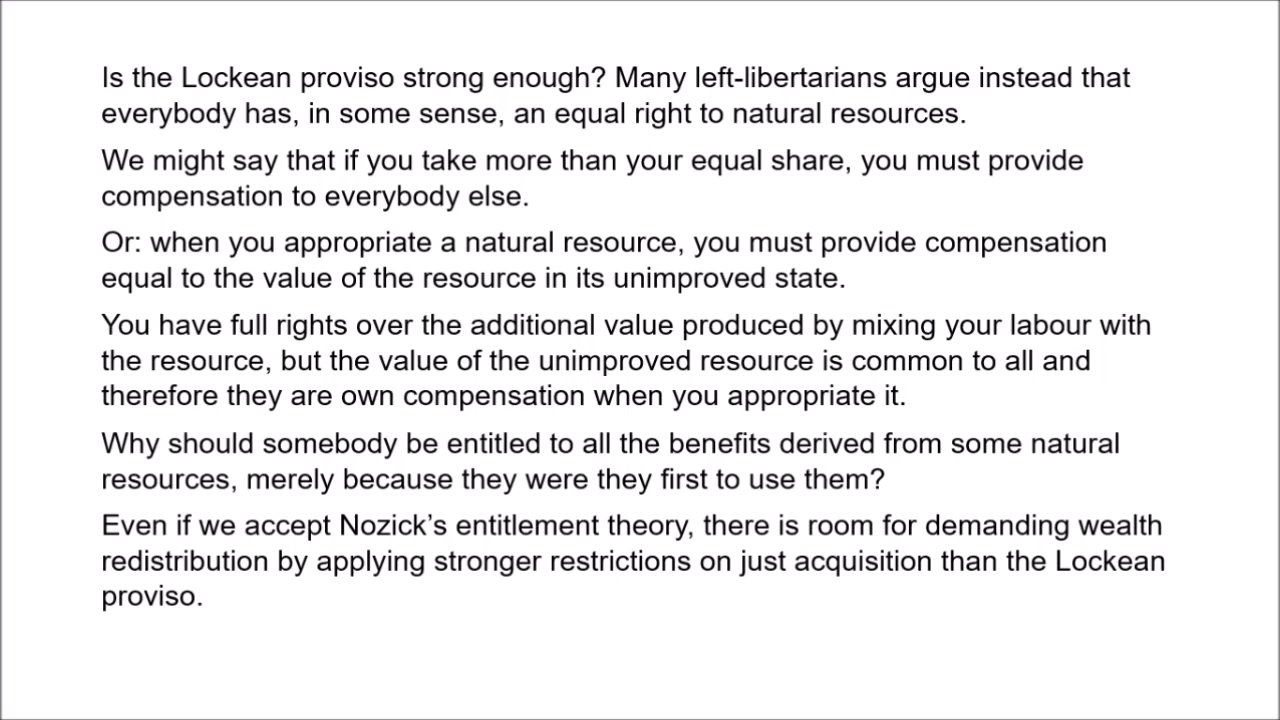 Is the Lockean proviso strong enough? Many left-libertarians argue instead that
everybody has, in some sense, an equal right to natural resources.
We might say that if you take more than your equal share, you must provide
compensation to everybody else.
Or: when you appropriate a natural resource, you must provide compensation
equal to the value of the resource in its unimproved state.
You have full rights over the additional value produced by mixing your labour with
the resource, but the value of the unimproved resource is common to all and
therefore they are own compensation when you appropriate it.
Why should somebody be entitled to all the benefits derived from some natural
resources, merely because they were they first to use them?
Even if we accept Nozick’s entitlement theory, there is room for demanding wealth
redistribution by applying stronger restrictions on just acquisition than the Lockean
proviso.